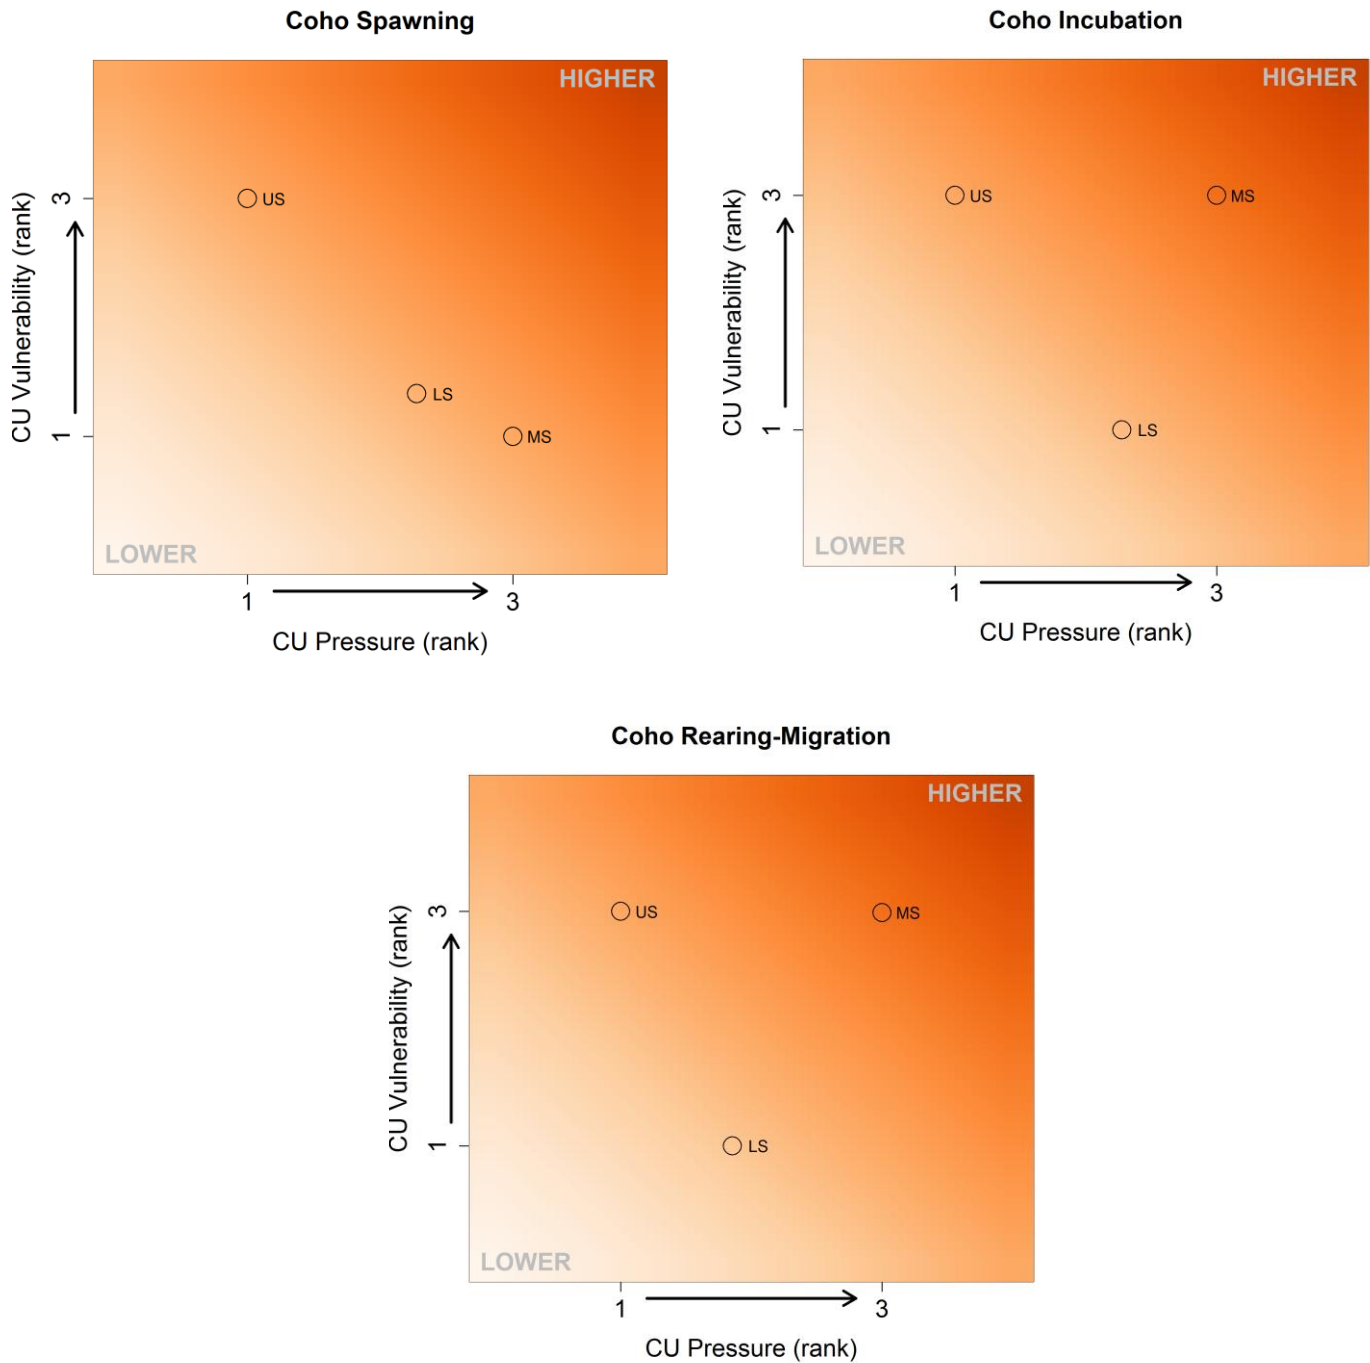 Coho Spawning
HIGHER
CU Vulnerability (rank)
3
1
US
LS
MS
LOWER
1
3
CU Pressure (rank)
Coho Incubation
HIGHER
CU Vulnerability (rank)
3
1
US
MS
LS
LOWER
1
3
CU Pressure (rank)
Coho Rearing-Migration
HIGHER
CU Vulnerability (rank)
3
1
US
MS
LS
LOWER
1
3
CU Pressure (rank)